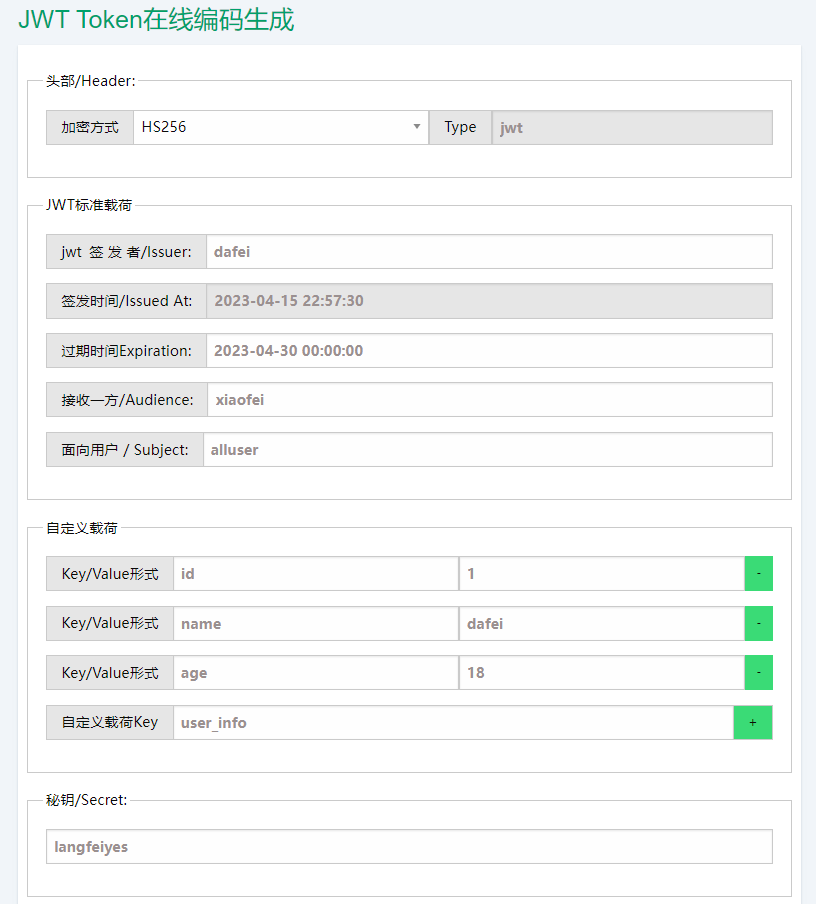 JWT Token在线编码生成
头部/Header:
加密方式 HS256 Type jwt
JWT标准载荷
jwt 签 发 者/Issuer: dafei
签发时间/Issued At: 2023-04-15 22:57:30
过期时间Expiration: 2023-04-30 00:00:00
接收一方/Audience: xiaofei
面向用户 / Subject: alluser
自定义载荷
Key/Value形式 id 1 -
Key/Value形式 name dafei -
Key/Value形式 age 18 -
自定义载荷Key user_info +
秘钥/Secret:
langfeiyes